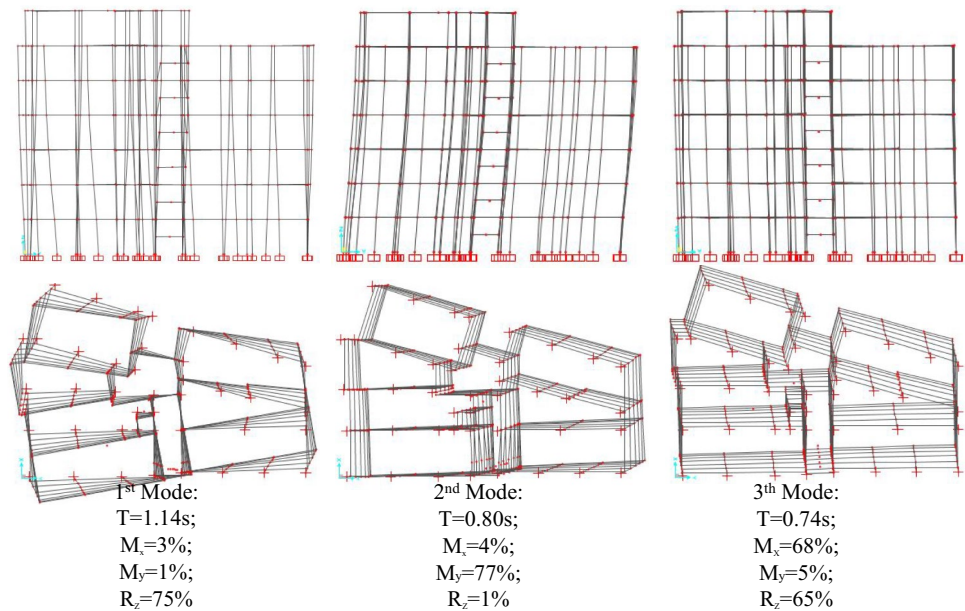 1st Mode:
T=1.14s;
Mx=3%;
My=1%;
Rz=75%
2nd Mode:
T=0.80s;
Mx=4%;
My=77%;
Rz=1%
3th Mode:
T=0.74s;
Mx=68%;
My=5%;
Rz=65%